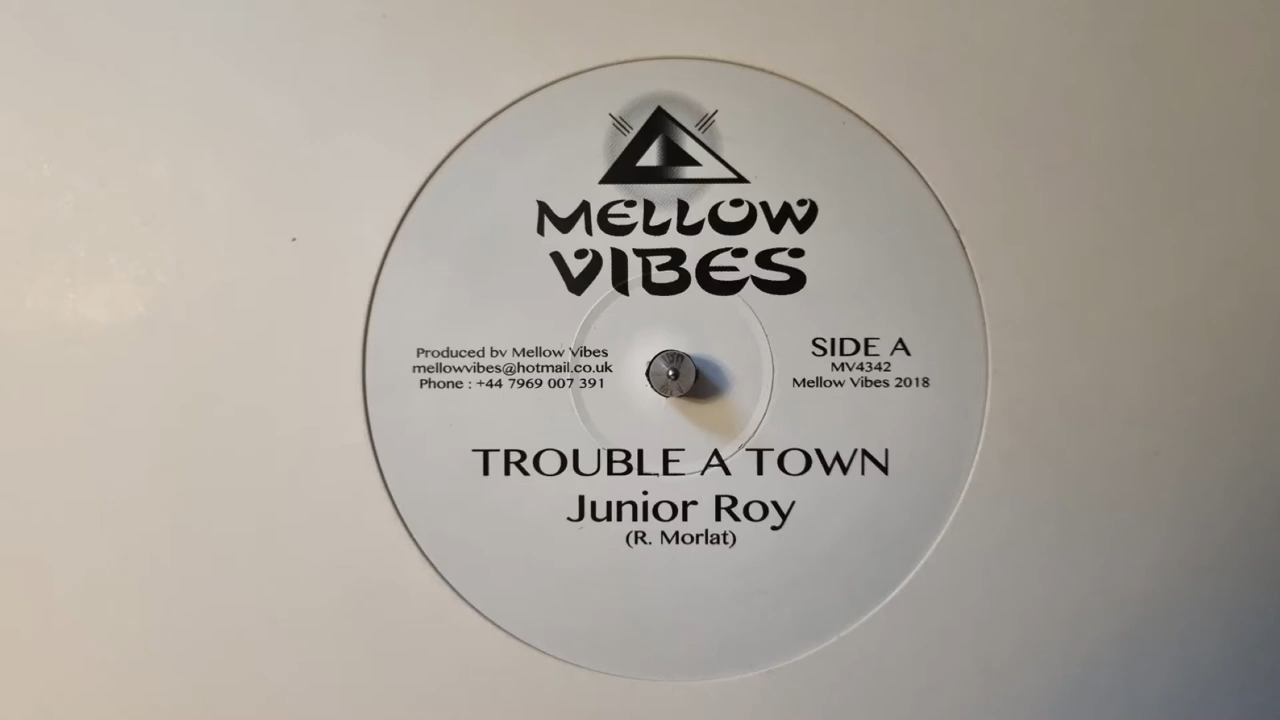 MELLOW
VIBES
Produced by Mellow Vibes
mellowvibes@hotmail.co.uk
Phone : +44 7969 007 391
SIDE A
MV4342
Mellow Vibes 2018
TROUBLE A TOWN
Junior Roy
(R. Morlat)